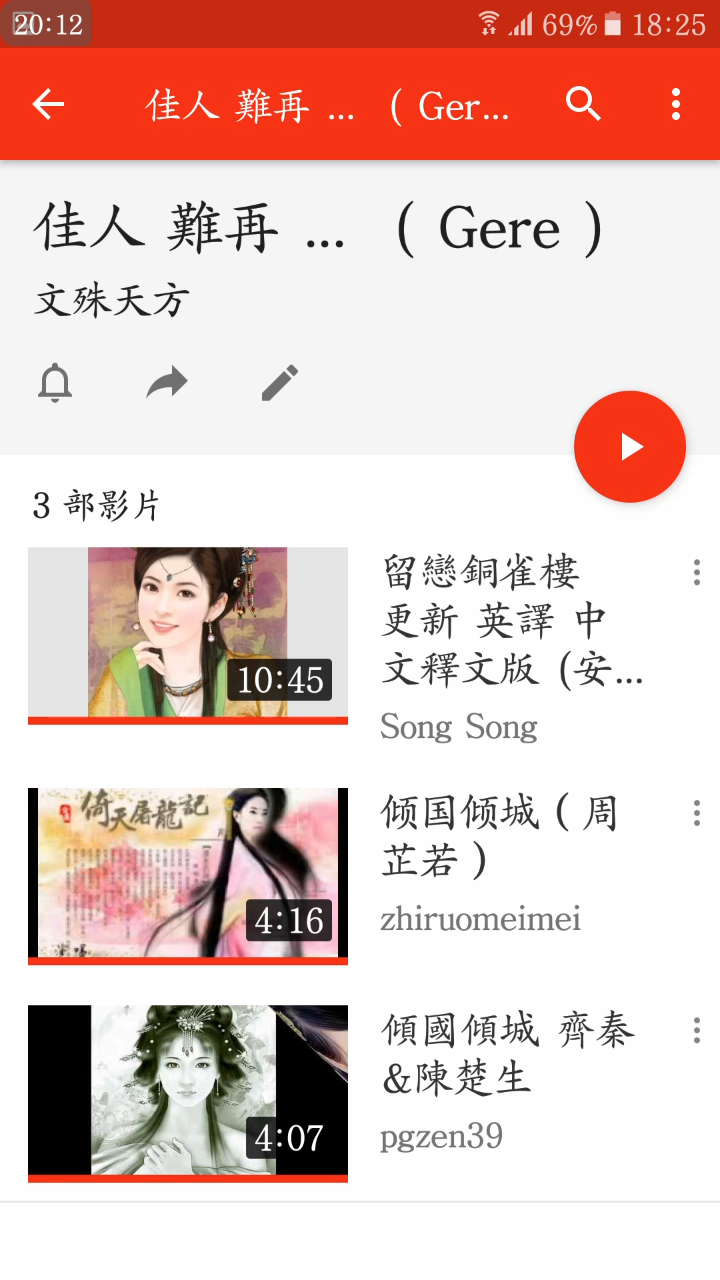 20:12 69% 18:25
佳人 難再 ... ( Ger...
佳人 難再 ... ( Gere )
文殊天方
3 部影片
留戀銅雀樓
更新 英譯 中
文釋文版 (安...
10:45
Song Song
倚天屠龍記
倾国倾城 ( 周
芷若 )
4:16
zhiruomeimei
傾國傾城 齊秦
&陳楚生
4:07
pgzen39